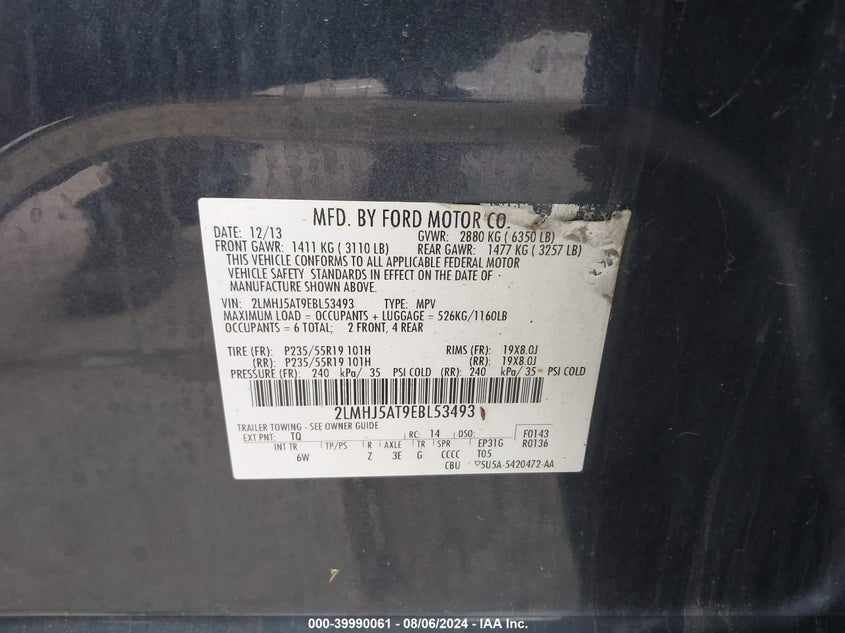 MFD. BY FORD MOTOR CO.
DATE: 12/13 GVWR: 2880 KG ( 6350 LB)
FRONT GAWR: 1411 KG ( 3110 LB) REAR GAWR: 1477 KG ( 3257 LB)
THIS VEHICLE CONFORMS TO ALL APPLICABLE FEDERAL MOTOR
VEHICLE SAFETY STANDARDS IN EFFECT ON THE DATE OF
MANUFACTURE SHOWN ABOVE.
VIN: 2LMHJ5AT9EBL53493 TYPE: MPV
MAXIMUM LOAD = OCCUPANTS + LUGGAGE = 526KG/1160LB
OCCUPANTS = 6 TOTAL; 2 FRONT, 4 REAR
TIRE (FR): P235/55R19 101H RIMS (FR): 19X8.0J
(RR): P235/55R19 101H (RR): 19X8.0J
PRESSURE (FR): 240 kPa/ 35 PSI COLD (RR): 240 kPa/ 35 PSI COLD
2LMHJ5AT9EBL53493
TRAILER TOWING - SEE OWNER GUIDE
EXT PNT: TQ RC: 14 DSO: F0143
INT TR TP/PS R AXLE TR SPR EP31G R0136
6W Z 3E G CCCC T05
CBU ▽5U5A-5420472-AA
000-39990061 - 08/06/2024 - IAA Inc.